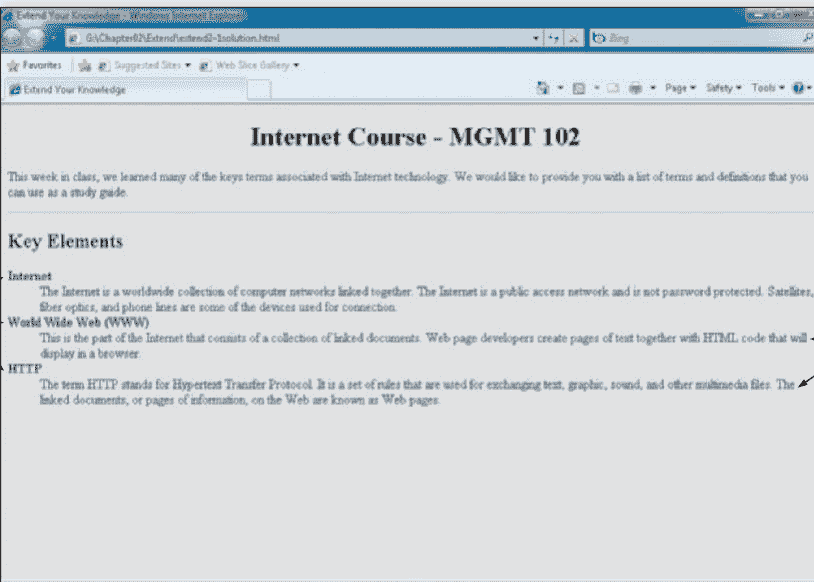 Extend Your Knowledge - Windows Internet Explorer
G:\Chapter02\Extend\extend2-1solution.html
Bing
Favorites
Suggested Sites
Web Slice Gallery
Extend Your Knowledge
Page
Safety
Tools
Internet Course - MGMT 102
This week in class, we learned many of the keys terms associated with Internet technology. We would like to provide you with a list of terms and definitions that you
can use as a study guide.
Key Elements
Internet
The Internet is a worldwide collection of computer networks linked together. The Internet is a public access network and is not password protected. Satellites,
fiber optics, and phone lines are some of the devices used for connection.
World Wide Web (WWW)
This is the part of the Internet that consists of a collection of linked documents. Web page developers create pages of text together with HTML code that will
display in a browser.
HTTP
The term HTTP stands for Hypertext Transfer Protocol. It is a set of rules that are used for exchanging text, graphic, sound, and other multimedia files. The
linked documents, or pages of information, on the Web are known as Web pages.